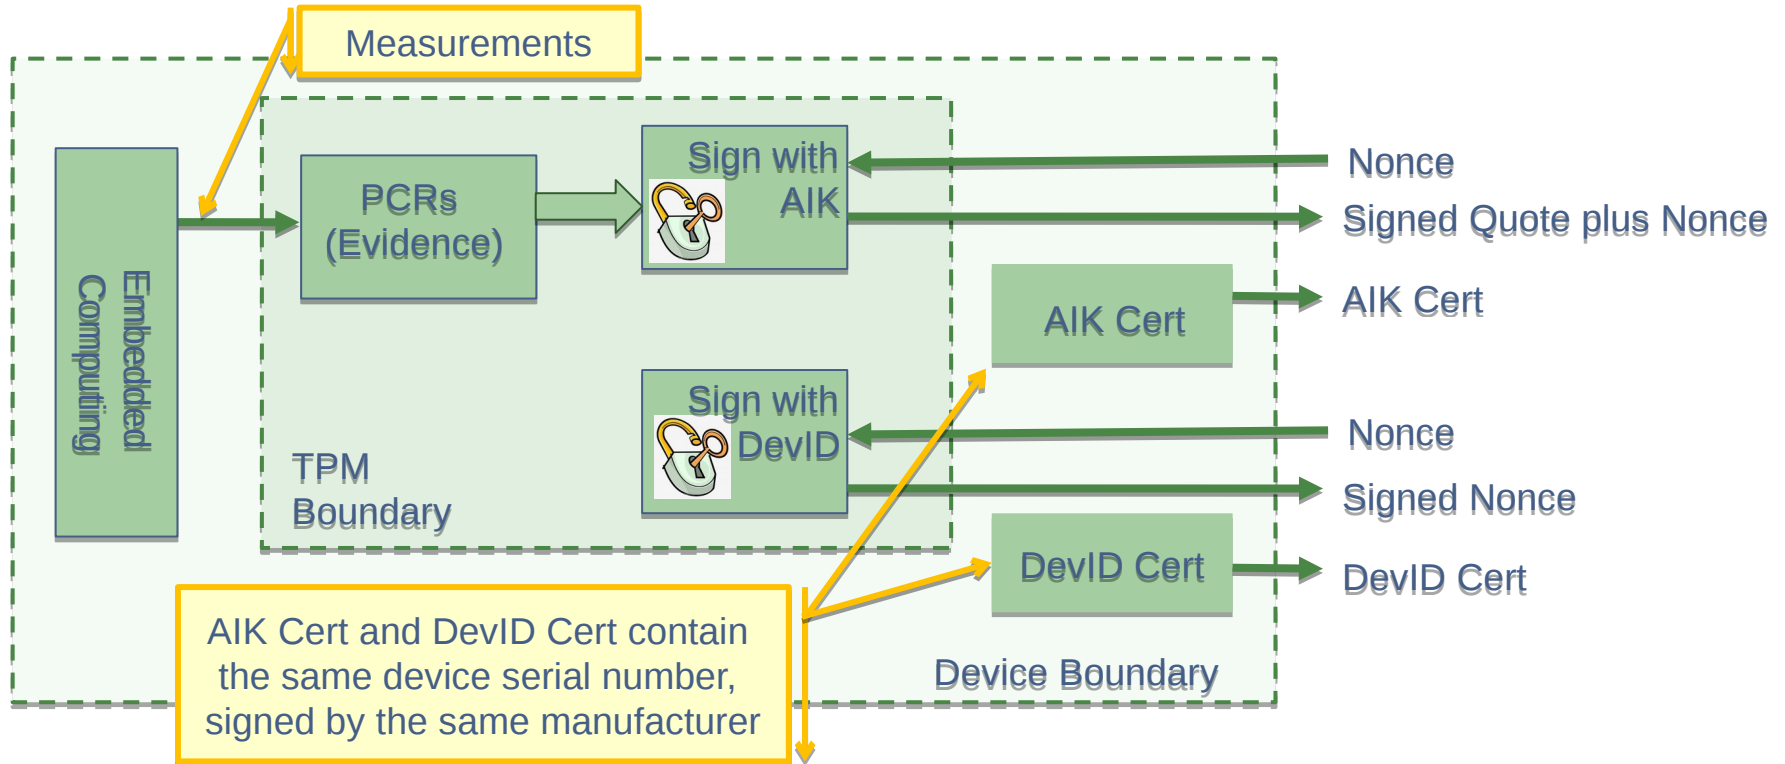 Measurements
Embedded
Computing
PCRs
(Evidence)
Sign with
AIK
Nonce
Signed Quote plus Nonce
AIK Cert
AIK Cert
Sign with
DevID
Nonce
Signed Nonce
TPM
Boundary
DevID Cert
DevID Cert
AIK Cert and DevID Cert contain
the same device serial number,
signed by the same manufacturer
Device Boundary